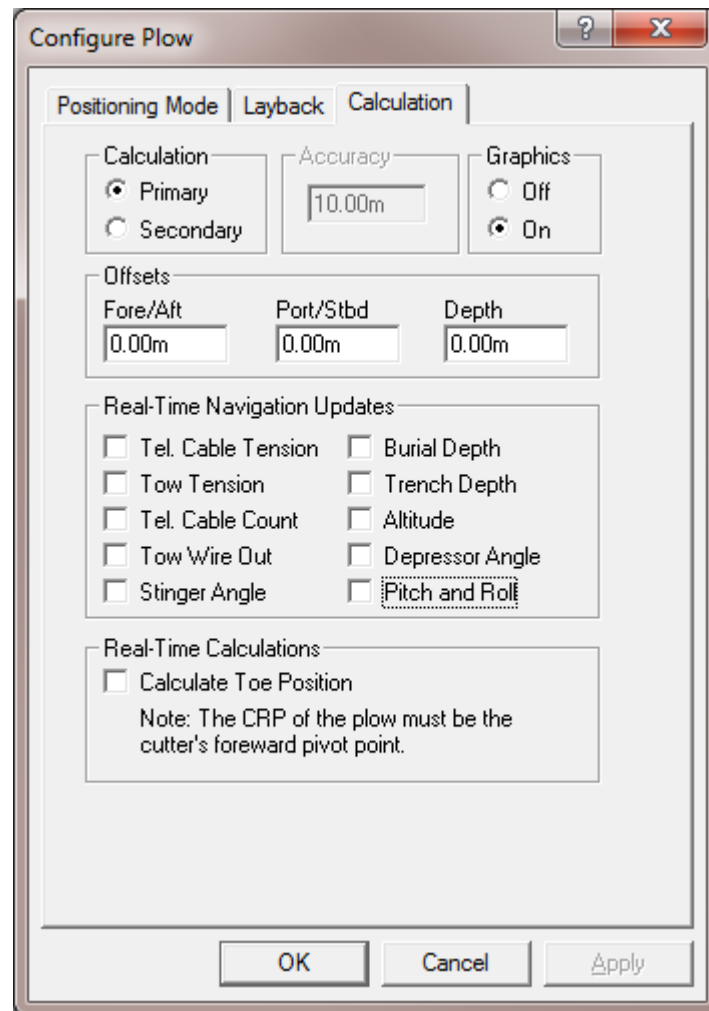 Configure Plow
Positioning Mode Layback Calculation
Calculation Accuracy Graphics
Primary 10.00m Off
Secondary On
Offsets
Fore/Aft Port/Stbd Depth
0.00m 0.00m 0.00m
Real-Time Navigation Updates
Tel. Cable Tension Burial Depth
Tow Tension Trench Depth
Tel. Cable Count Altitude
Tow Wire Out Depressor Angle
Stinger Angle Pitch and Roll
Real-Time Calculations
Calculate Toe Position
Note: The CRP of the plow must be the
cutter's foreward pivot point.
OK Cancel Apply